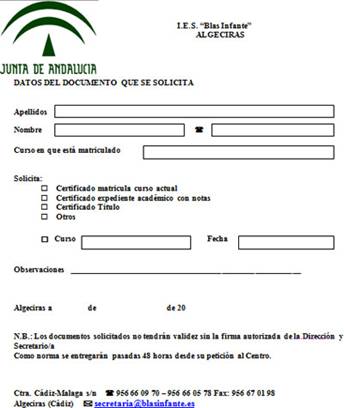 I.E.S. “Blas Infante”
ALGECIRAS
JUNTA DE ANDALUCIA
DATOS DEL DOCUMENTO QUE SE SOLICITA
Apellidos
Nombre ☎
Curso en que está matriculado
Solicita:
□ Certificado matrícula curso actual
□ Certificado expediente académico con notas
□ Certificado Título
□ Otros
□ Curso Fecha
Observaciones ____________________
Algeciras a de de 20
N.B.: Los documentos solicitados no tendrán validez sin la firma autorizada de la Dirección y
Secretario/a
Como norma se entregarán pasadas 48 horas desde su petición al Centro.
Ctra. Cádiz-Malaga s/n ☎ 956 66 09 70 – 956 66 05 78 Fax: 956 67 01 98
Algeciras (Cádiz) ✉ secretaria@blasinfante.es